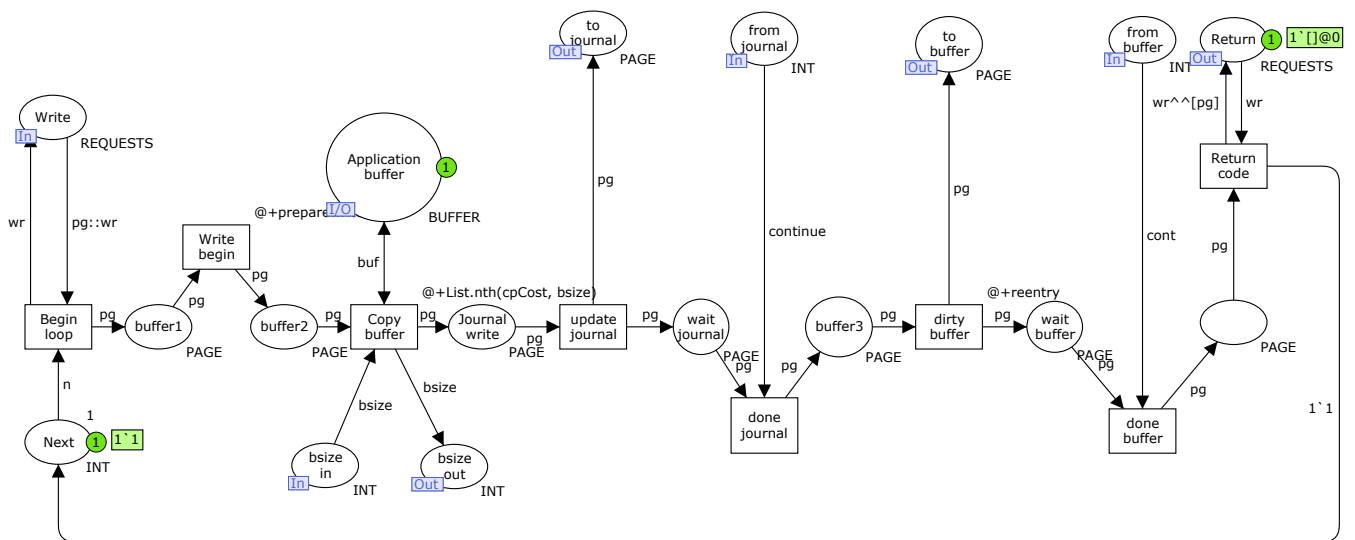 to
journal
Out
PAGE
from
journal
In
INT
to
buffer
Out
PAGE
from
buffer
In
INT
Return
Out
1
1`[]@0
REQUESTS
wr^^[pg]
wr
Write
In
REQUESTS
Application
buffer
1
I/O
BUFFER
Return
code
wr
pg::wr
@+prepare
pg
pg
continue
cont
pg
Write
begin
buf
pg
pg
@+List.nth(cpCost, bsize)
@+reentry
Begin
loop
pg
buffer1
PAGE
buffer2
pg
PAGE
Copy
buffer
pg
Journal
write
pg
PAGE
update
journal
pg
wait
journal
PAGE
pg
buffer3
pg
PAGE
dirty
buffer
pg
wait
buffer
PAGE
pg
PAGE
n
bsize
bsize
pg
pg
1`1
1
Next
1
1`1
INT
bsize
in
In
INT
bsize
out
Out
INT
done
journal
done
buffer